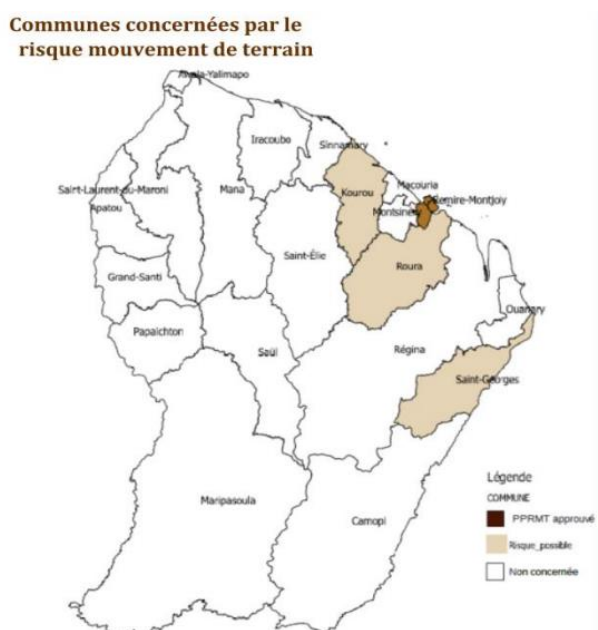 Communes concernées par le
risque mouvement de terrain
Awala-Yalimapo
Iracoubo
Sinnamary
Saint-Laurent-du-Maroni
Mana
Kourou
Macouria
Remire-Montjoly
Apatou
Montsinéry
Saint-Élie
Roura
Grand-Santi
Ouanary
Papaichton
Saül
Régina
Saint-Georges
Maripasoula
Camopi
Légende
COMMUNE
PPRMT approuvé
Risque_possible
Non concernée